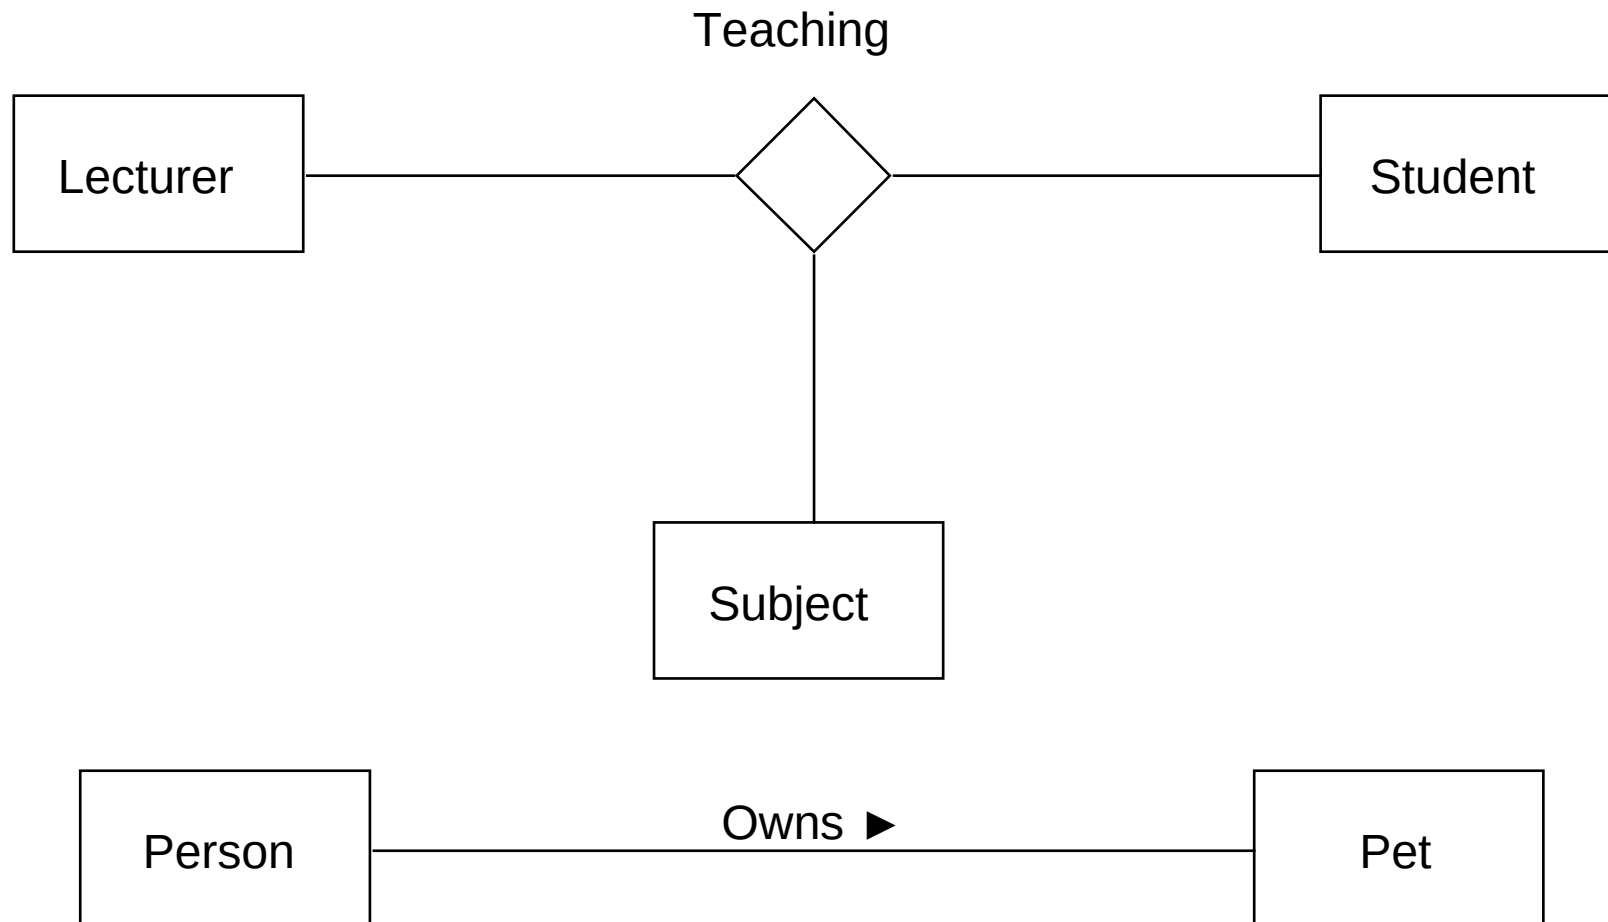 Teaching
Lecturer
Student
Subject
Owns ►
Person
Pet